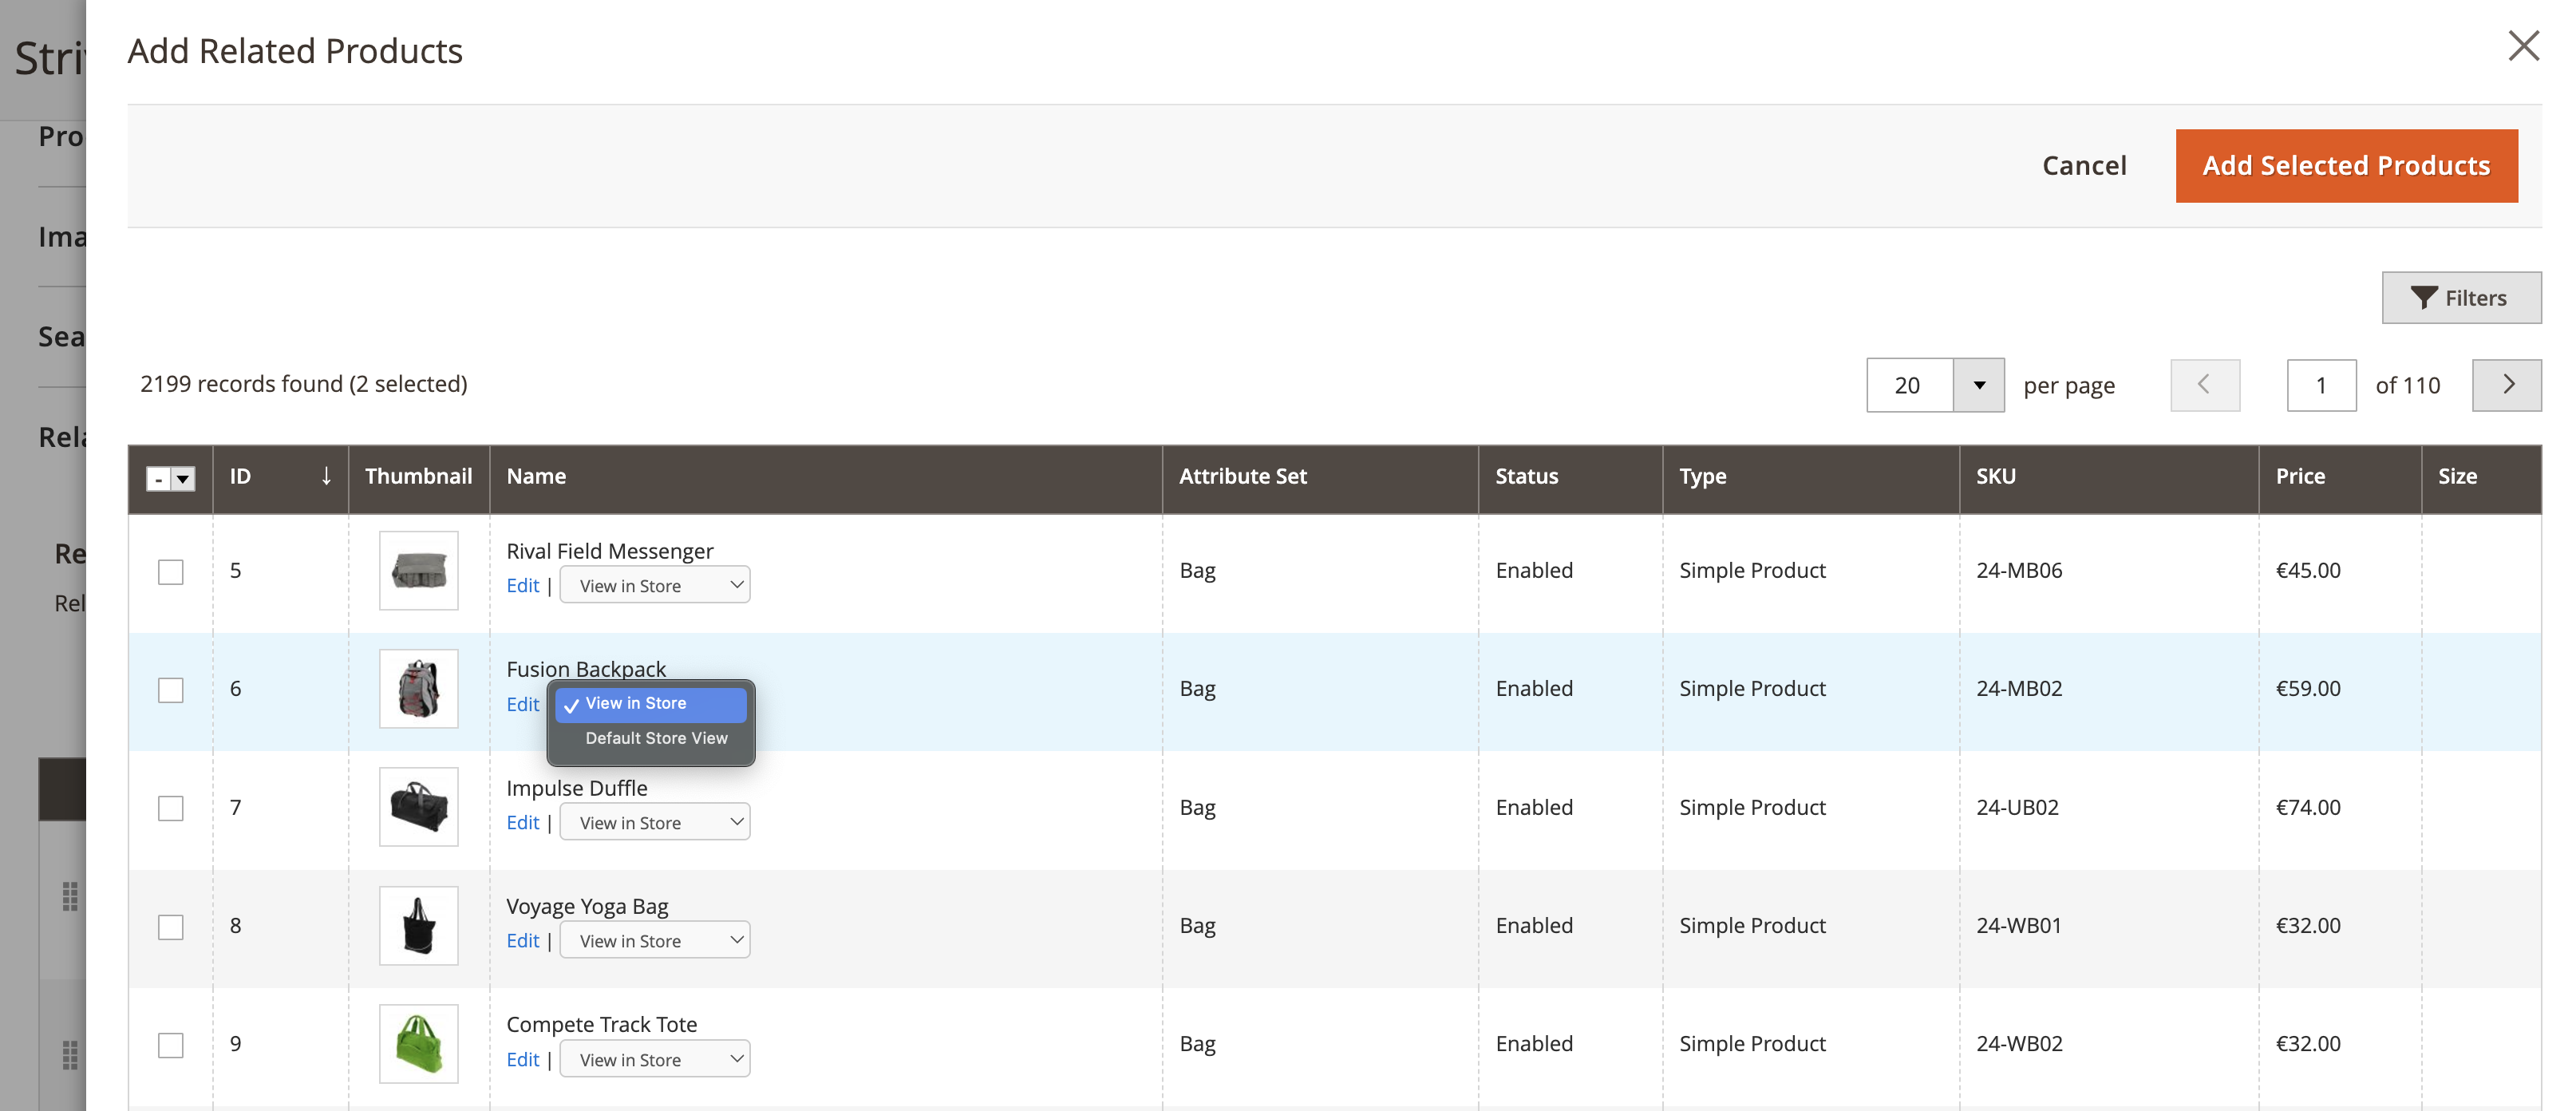 Stri
Add Related Products
Pro
Cancel
Add Selected Products
Ima
Filters
Sea
2199 records found (2 selected)
20
per page
1
of 110
Rela
-
ID ↓
Thumbnail
Name
Attribute Set
Status
Type
SKU
Price
Size
Re
Rel
5
Rival Field Messenger
Edit | View in Store
Bag
Enabled
Simple Product
24-MB06
€45.00
6
Fusion Backpack
Edit
✓ View in Store
Default Store View
Bag
Enabled
Simple Product
24-MB02
€59.00
7
Impulse Duffle
Edit | View in Store
Bag
Enabled
Simple Product
24-UB02
€74.00
8
Voyage Yoga Bag
Edit | View in Store
Bag
Enabled
Simple Product
24-WB01
€32.00
9
Compete Track Tote
Edit | View in Store
Bag
Enabled
Simple Product
24-WB02
€32.00